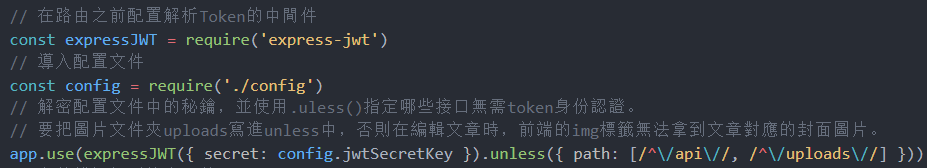 // 在路由之前配置解析Token的中間件
const expressJWT = require('express-jwt')
// 導入配置文件
const config = require('./config')
// 解密配置文件中的秘鑰，並使用.uless()指定哪些接口無需token身份認證。
// 要把圖片文件夾uploads寫進unless中，否則在編輯文章時，前端的img標籤無法拿到文章對應的封面圖片。
app.use(expressJWT({ secret: config.jwtSecretKey }).unless({ path: [/^\/api\//, /^\/uploads\//] }))